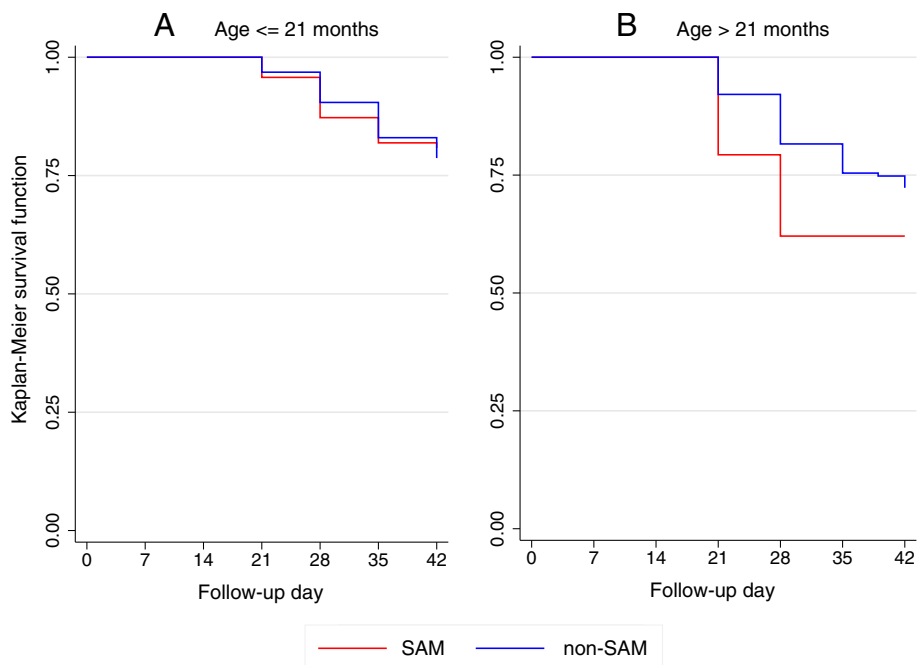 A Age <= 21 months
Kaplan-Meier survival function
1.00
0.75
0.50
0.25
0.00
0 7 14 21 28 35 42
Follow-up day
B Age > 21 months
1.00
0.75
0.50
0.25
0.00
0 7 14 21 28 35 42
Follow-up day
SAM non-SAM